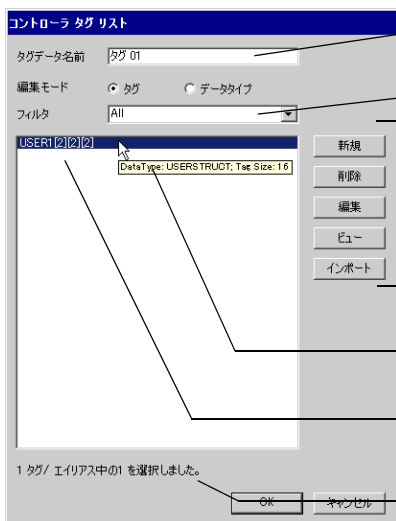 コントローラ タグ リスト
タグデータ名前 タグ 01
編集モード タグ データタイプ
フィルタ All
USER1[2][2][2]
DataType: USERSTRUCT; Tag Size: 16
新規
削除
編集
ビュー
インポート
1 タグ/ エイリアス中の1 を選択しました。
OK キャンセル